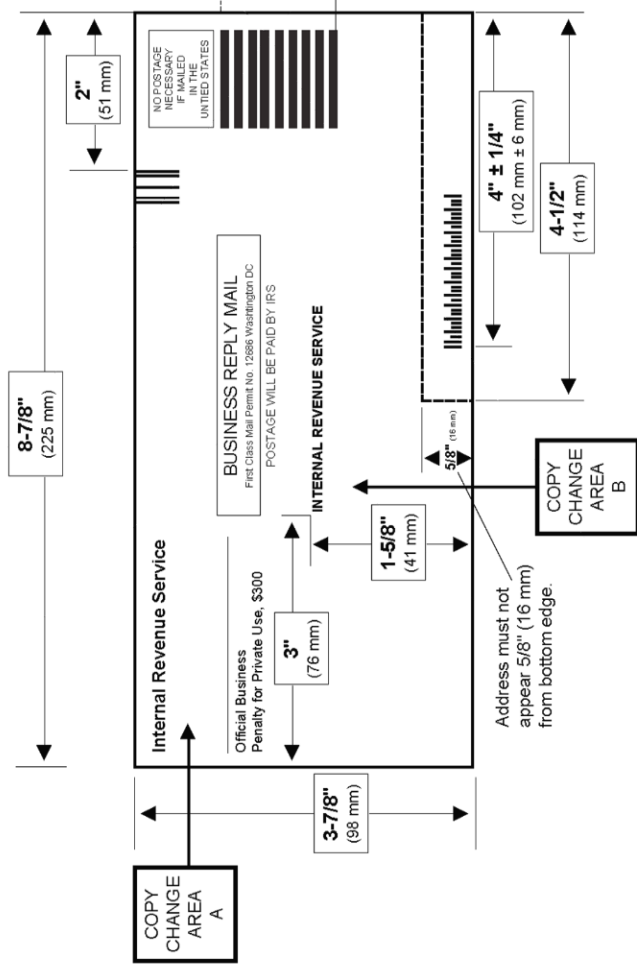 8-7/8"
(225 mm)
2"
(51 mm)
COPY
CHANGE
AREA
A
Internal Revenue Service
NO POSTAGE
NECESSARY
IF MAILED
IN THE
UNTIED STATES
Official Business
Penalty for Private Use, $300
BUSINESS REPLY MAIL
First Class Mail Permit No. 12686 Washtington DC
POSTAGE WILL BE PAID BY IRS
3"
(76 mm)
INTERNAL REVENUE SERVICE
3-7/8"
(98 mm)
1-5/8"
(41 mm)
5/8" (16 mm)
Address must not
appear 5/8" (16 mm)
from bottom edge.
4" ± 1/4"
(102 mm ± 6 mm)
4-1/2"
(114 mm)
COPY
CHANGE
AREA
B